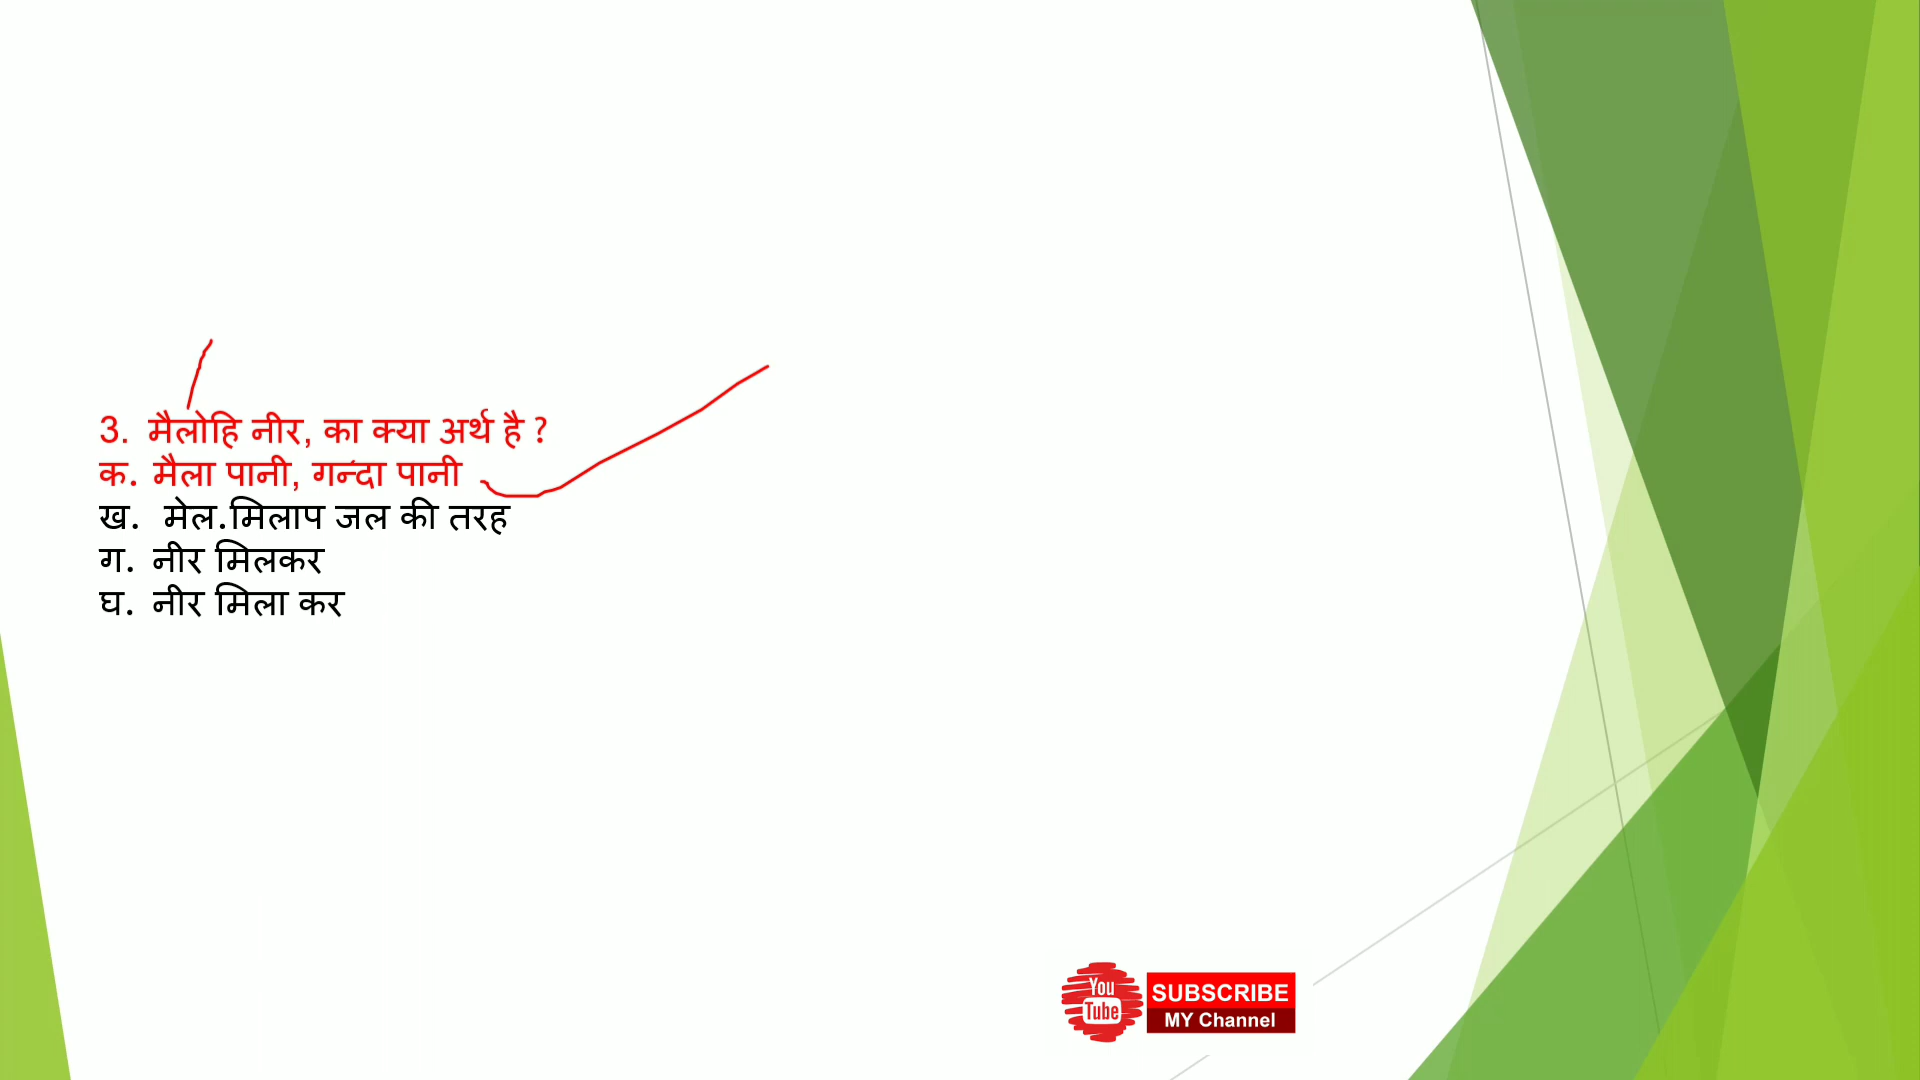 3. मैलोहि नीर, का क्या अर्थ है ?
क. मैला पानी, गन्दा पानी
ख. मेल.मिलाप जल की तरह
ग. नीर मिलकर
घ. नीर मिला कर
You
Tube
SUBSCRIBE
MY Channel